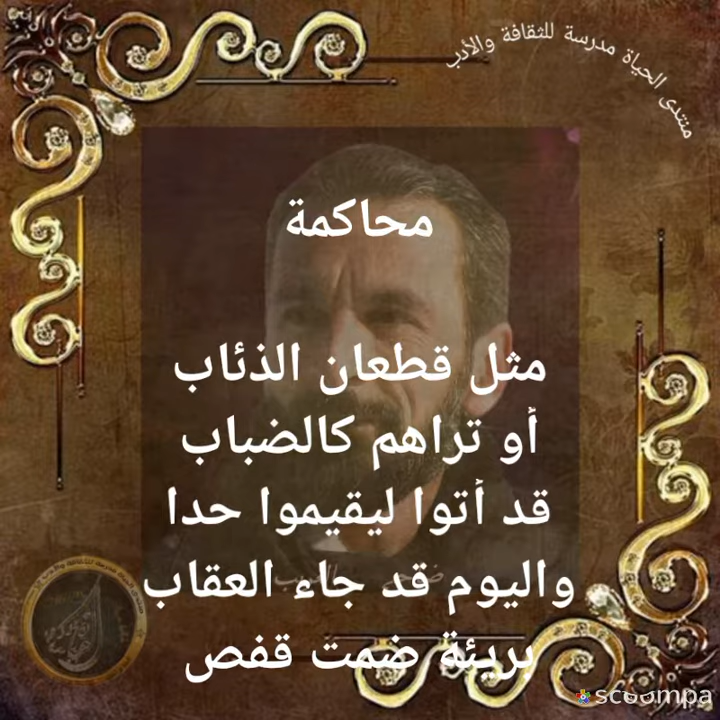 منتدى الحياة مدرسة للثقافة والأدب
محاكمة
مثل قطعان الذئاب
أو تراهم كالضباب
قد أتوا ليقيموا حدا
واليوم قد جاء العقاب
بريئة ضمت قفص
scoompa